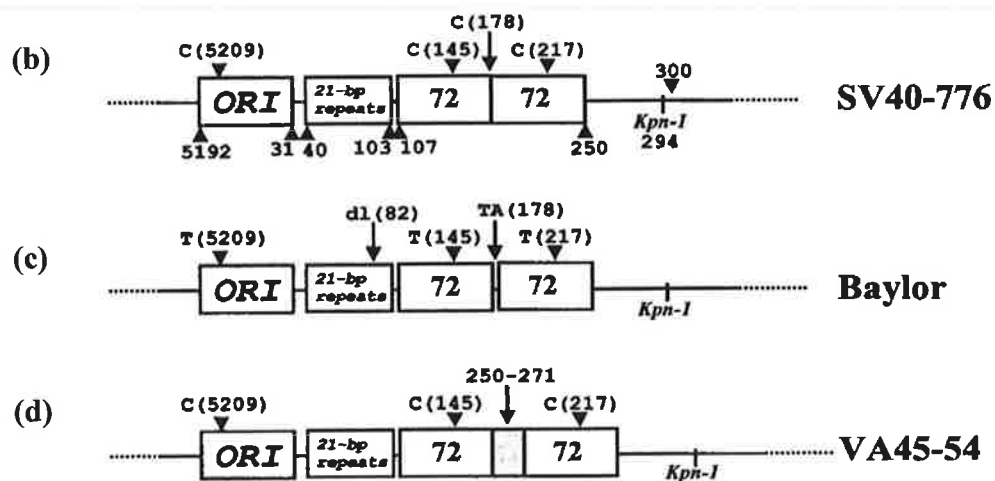 (b)
C(178)
C(5209) C(145) C(217) 300
ORI 21-bp repeats 72 72 Kpn-I SV40-776
5192 31 40 103 107 250 294
(c)
dl(82) TA(178)
T(5209) T(145) T(217)
ORI 21-bp repeats 72 72 Kpn-I Baylor
(d)
250-271
C(5209) C(145) C(217)
ORI 21-bp repeats 72 72 Kpn-I VA45-54